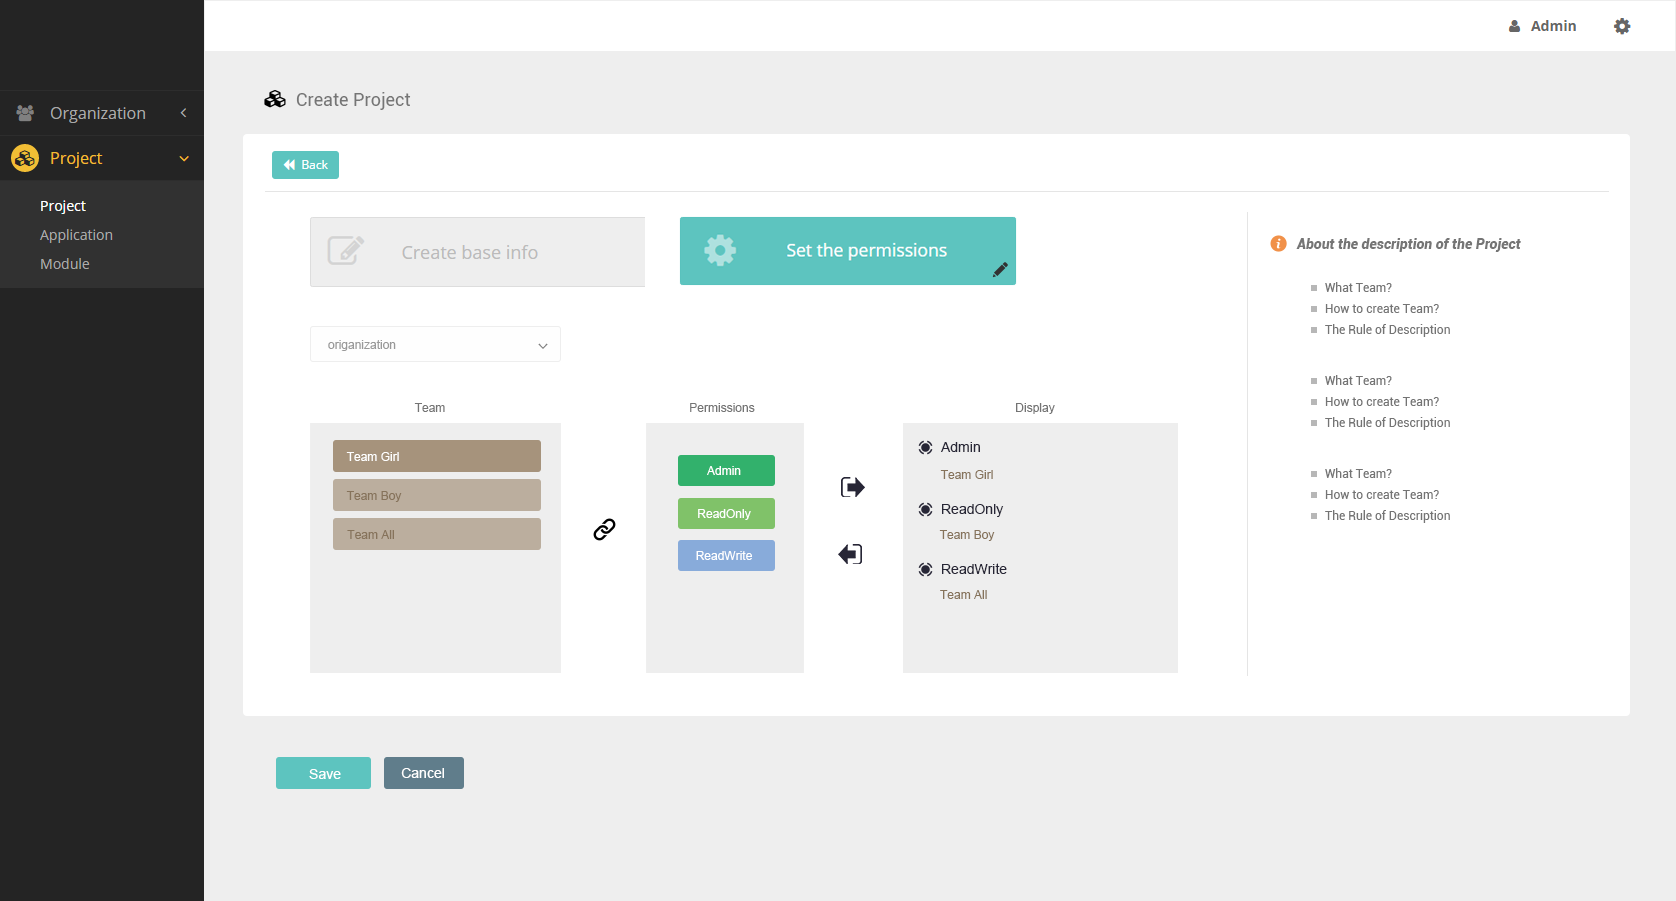 Admin
Organization
Project
Project
Application
Module
Create Project
Back
Create base info
Set the permissions
origanization
Team
Team Girl
Team Boy
Team All
Permissions
Admin
ReadOnly
ReadWrite
Display
Admin
Team Girl
ReadOnly
Team Boy
ReadWrite
Team All
About the description of the Project
What Team?
How to create Team?
The Rule of Description
What Team?
How to create Team?
The Rule of Description
What Team?
How to create Team?
The Rule of Description
Save
Cancel